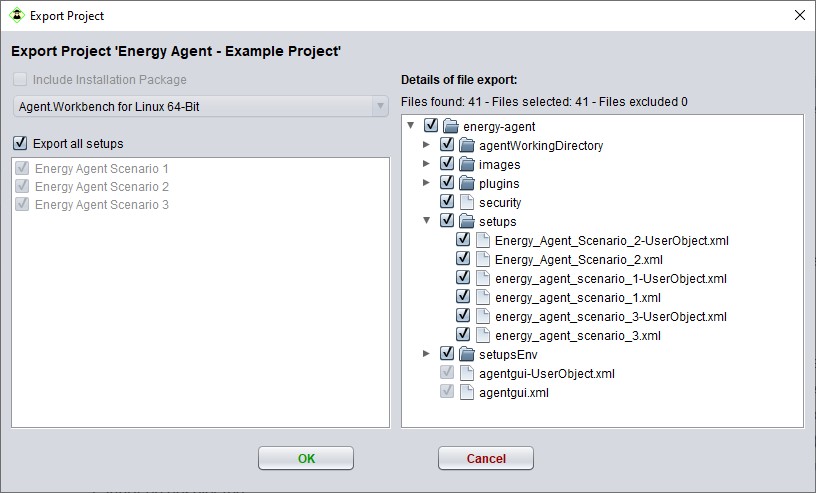 Export Project
Export Project 'Energy Agent - Example Project'
Include Installation Package
Agent.Workbench for Linux 64-Bit
Export all setups
Energy Agent Scenario 1
Energy Agent Scenario 2
Energy Agent Scenario 3
Details of file export:
Files found: 41 - Files selected: 41 - Files excluded 0
energy-agent
agentWorkingDirectory
images
plugins
security
setups
Energy_Agent_Scenario_2-UserObject.xml
Energy_Agent_Scenario_2.xml
energy_agent_scenario_1-UserObject.xml
energy_agent_scenario_1.xml
energy_agent_scenario_3-UserObject.xml
energy_agent_scenario_3.xml
setupsEnv
agentgui-UserObject.xml
agentgui.xml
OK
Cancel